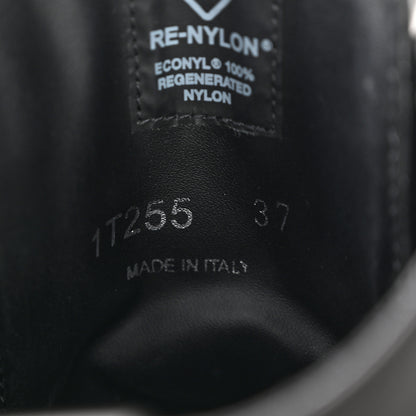 RE-NYLON®
ECONYL® 100%
REGENERATED
NYLON
1T255 37
MADE IN ITALY